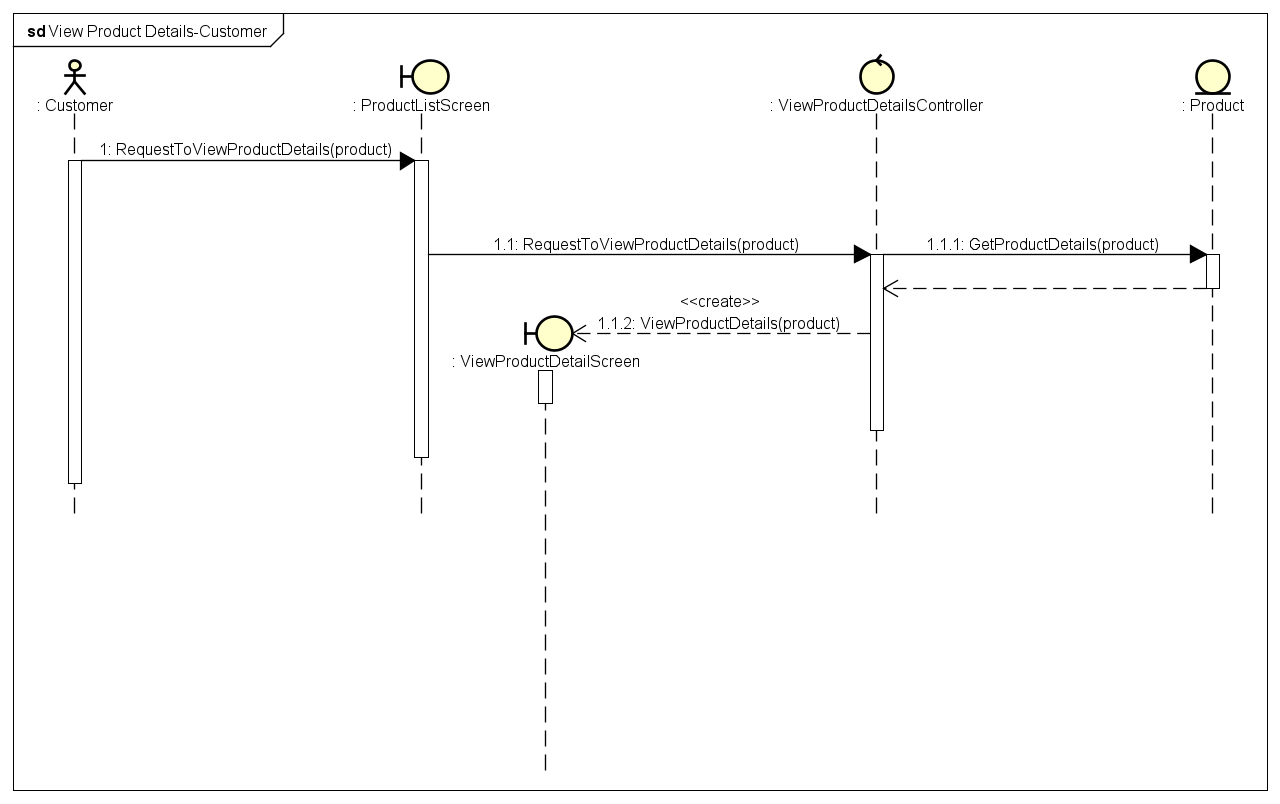 sd View Product Details-Customer
: Customer
: ProductListScreen
: ViewProductDetailsController
: Product
1: RequestToViewProductDetails(product)
1.1: RequestToViewProductDetails(product)
1.1.1: GetProductDetails(product)
<<create>>
1.1.2: ViewProductDetails(product)
: ViewProductDetailScreen